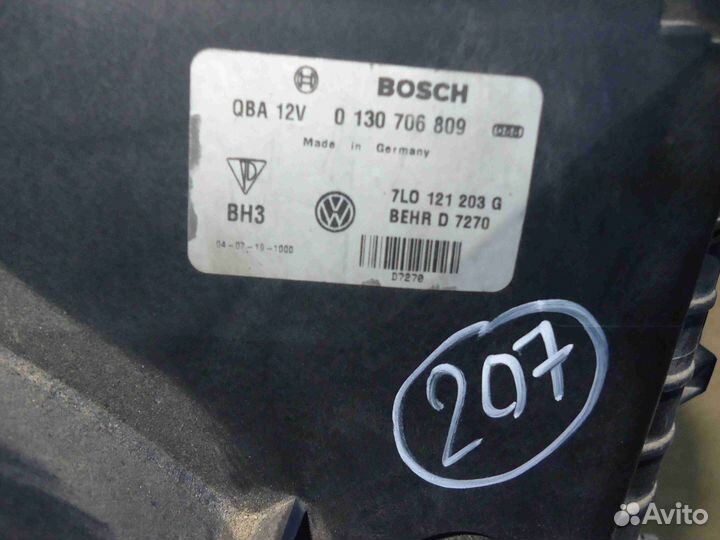 BOSCH
QBA 12V 0 130 706 809
Made in Germany
7L0 121 203 G
BH3 BEHR D 7270
04-07-19-1000
D7270
207
Avito